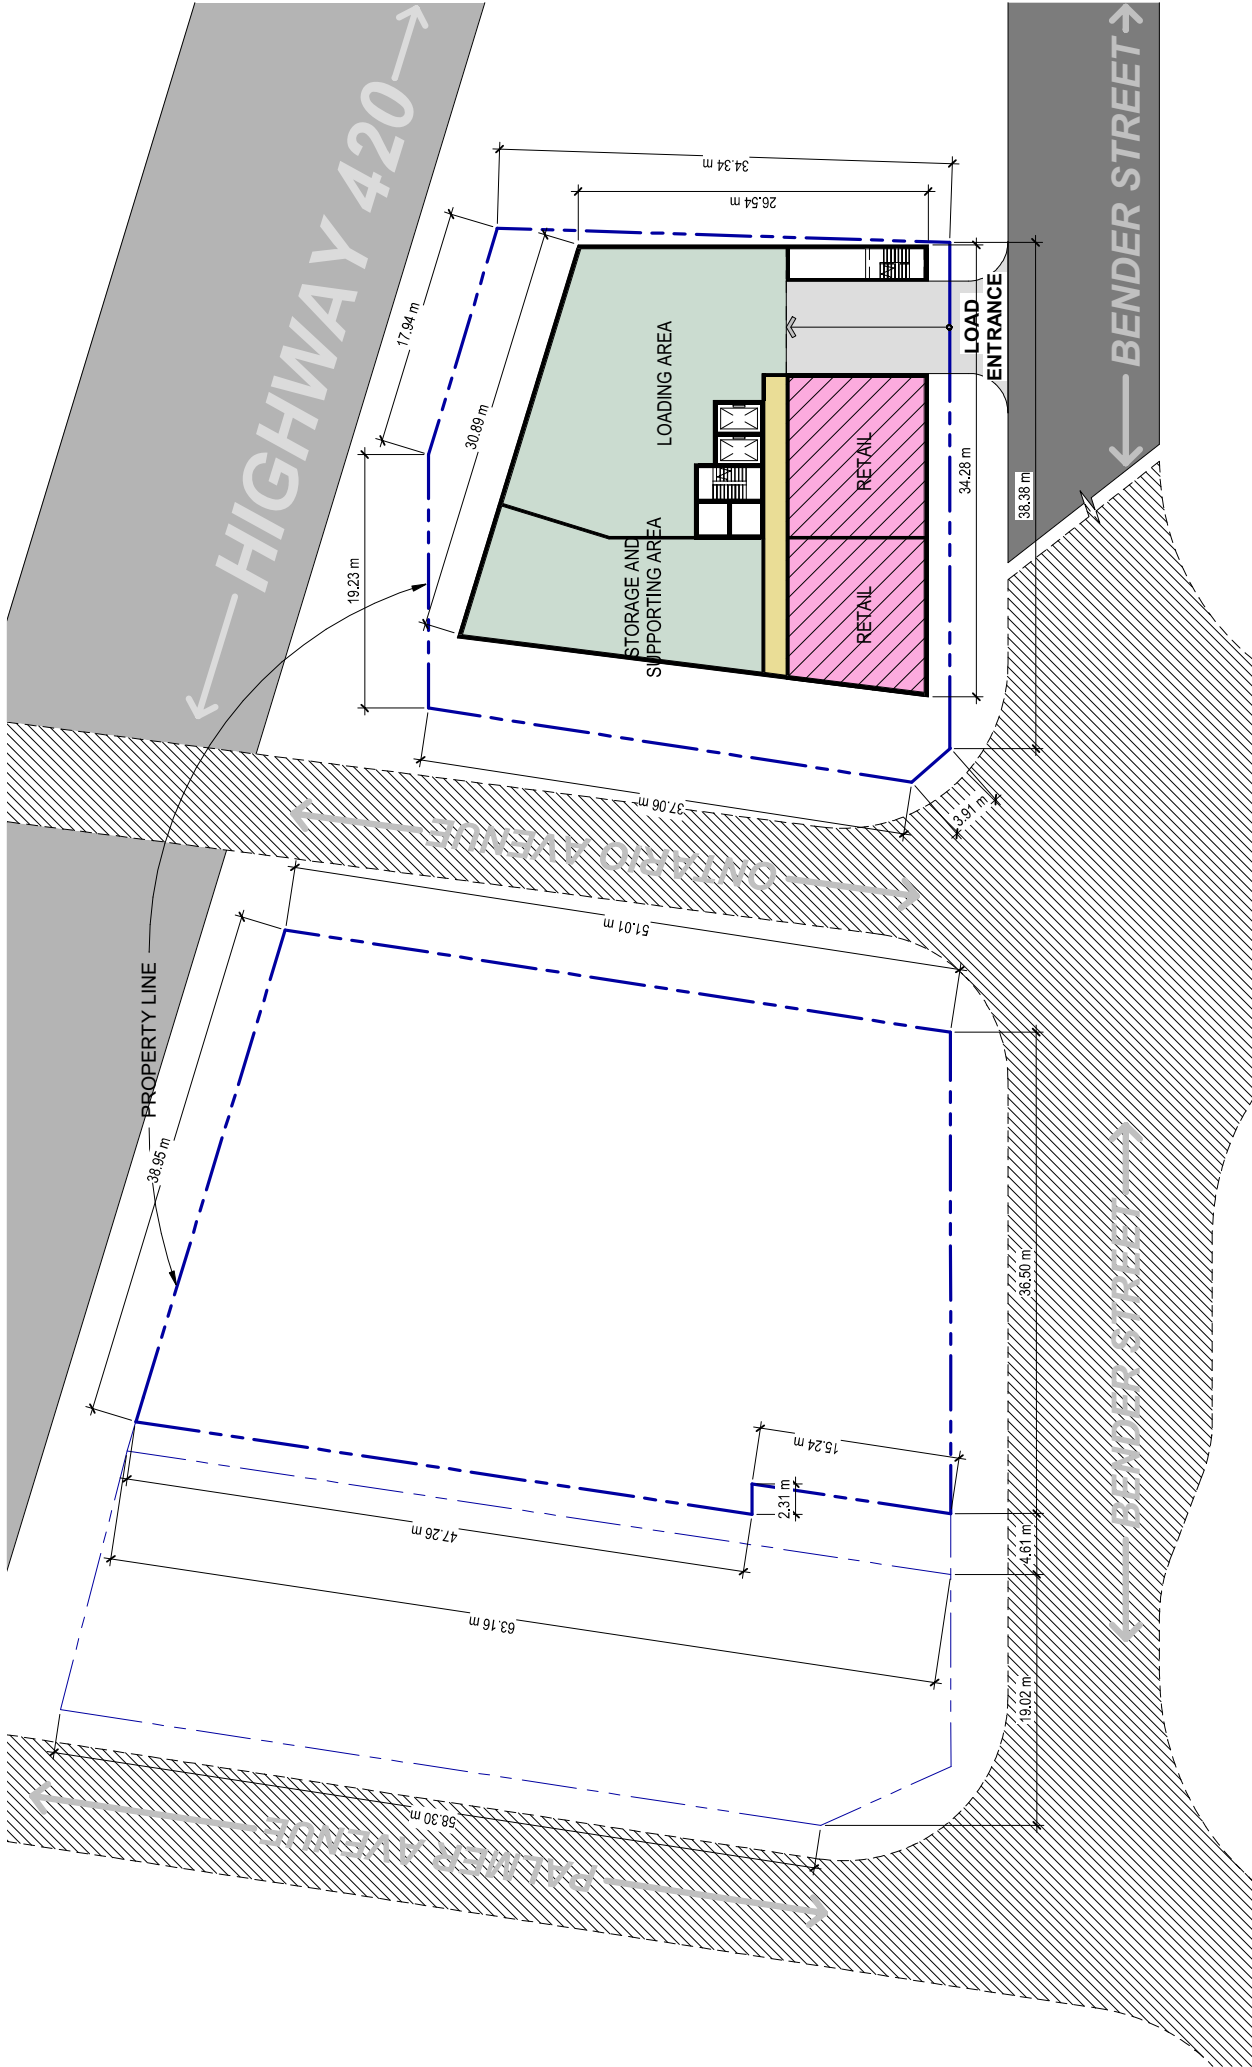 HIGHWAY 420
BENDER STREET
34.34 m
26.54 m
17.94 m
30.89 m
19.23 m
LOADING AREA
STORAGE AND
SUPPORTING AREA
RETAIL
RETAIL
LOAD
ENTRANCE
34.28 m
38.38 m
37.06 m
3.91 m
ONTARIO AVENUE
PROPERTY LINE
51.01 m
38.95 m
36.50 m
BENDER STREET
15.24 m
2.31 m
47.26 m
4.61 m
63.16 m
19.02 m
58.30 m
PALMER AVENUE